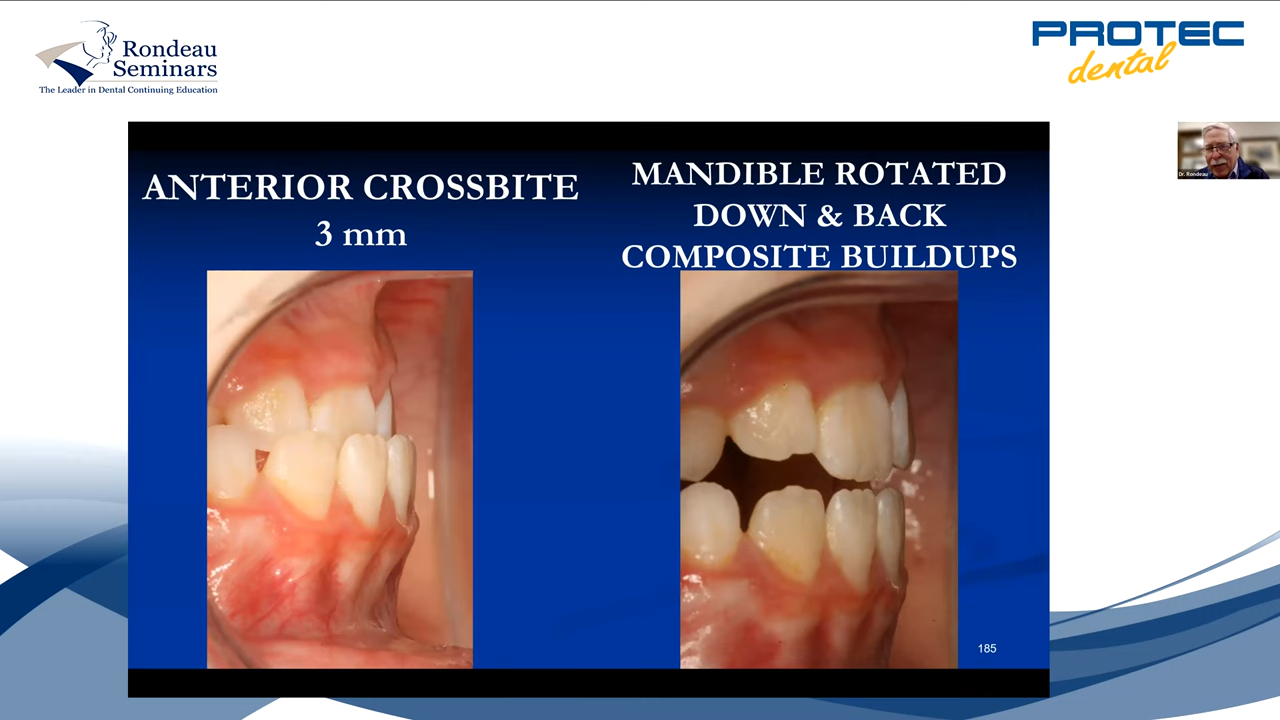 Rondeau
Seminars
The Leader in Dental Continuing Education
PROTEC
dental
ANTERIOR CROSSBITE
3 mm
MANDIBLE ROTATED
DOWN & BACK
COMPOSITE BUILDUPS
Dr. Rondeau
185